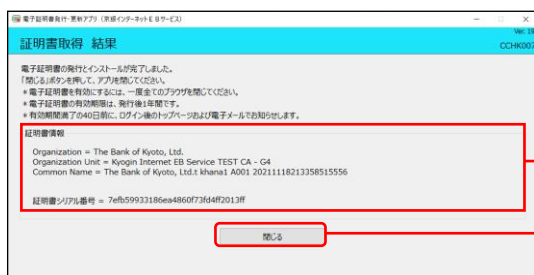 電子証明書発行・更新アプリ（京銀インターネットＥＢサービス）
Ver. 19
証明書取得 結果
CCHK007
電子証明書の発行とインストールが完了しました。
「閉じる」ボタンを押して、アプリを閉じてください。
＊電子証明書を有効にするには、一度全てのブラウザを閉じてください。
＊電子証明書の有効期限は、発行後1年間です。
＊有効期間満了の40日前に、ログイン後のトップページおよび電子メールでお知らせします。
証明書情報
Organization = The Bank of Kyoto, Ltd.
Organization Unit = Kyogin Internet EB Service TEST CA - G4
Common Name = The Bank of Kyoto, Ltd.t khana1 A001 20211118213358515556
証明書シリアル番号 = 7efb59933186ea4860f73fd4ff2013ff
閉じる